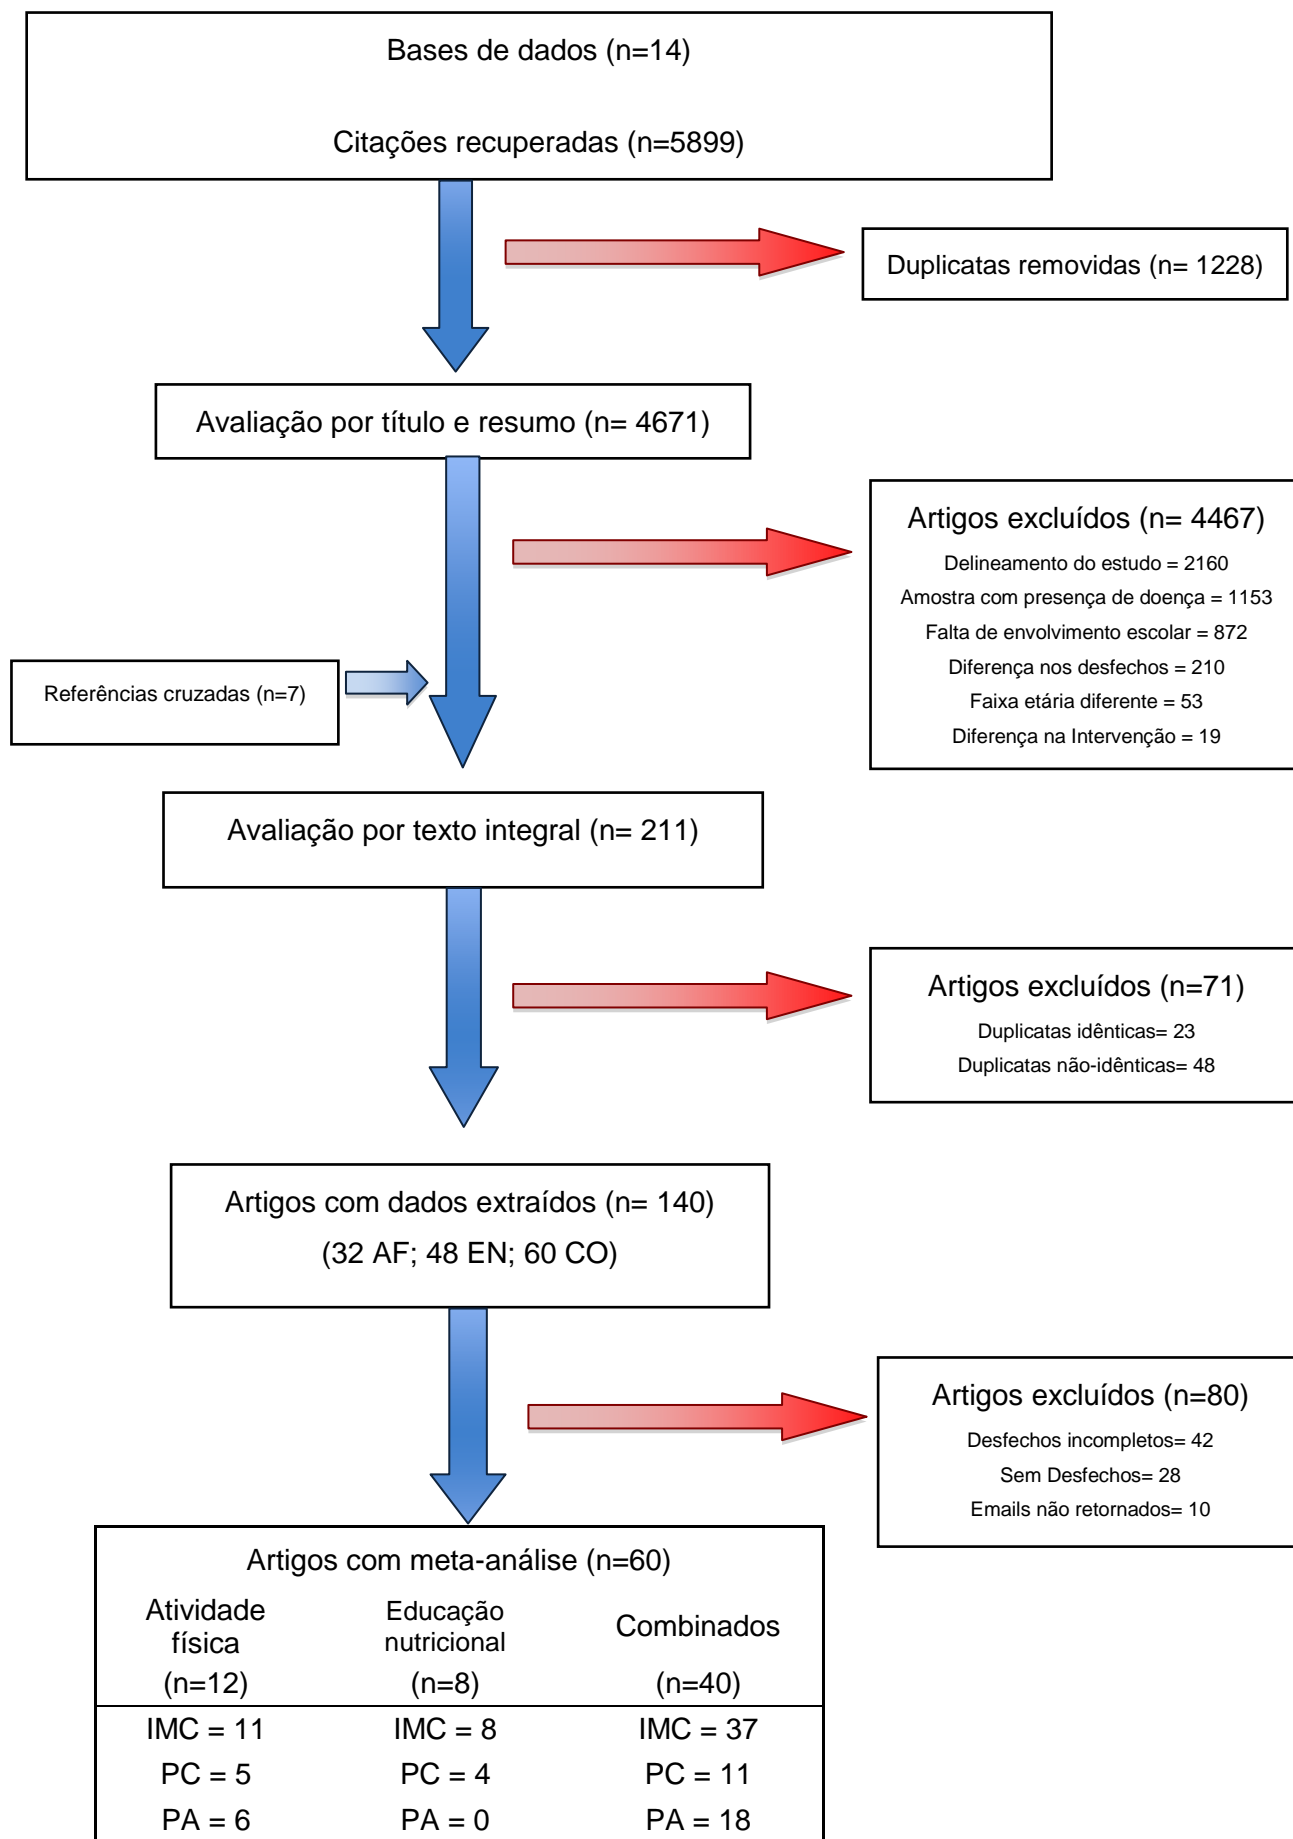 Bases de dados (n=14)
Citações recuperadas (n=5899)
Duplicatas removidas (n= 1228)
Avaliação por título e resumo (n= 4671)
Artigos excluídos (n= 4467)
Delineamento do estudo = 2160
Amostra com presença de doença = 1153
Falta de envolvimento escolar = 872
Diferença nos desfechos = 210
Faixa etária diferente = 53
Diferença na Intervenção = 19
Referências cruzadas (n=7)
Avaliação por texto integral (n= 211)
Artigos excluídos (n=71)
Duplicatas idênticas= 23
Duplicatas não-idênticas= 48
Artigos com dados extraídos (n= 140)
(32 AF; 48 EN; 60 CO)
Artigos excluídos (n=80)
Desfechos incompletos= 42
Sem Desfechos= 28
Emails não retornados= 10
Artigos com meta-análise (n=60)
Atividade
física
(n=12)
Educação
nutricional
(n=8)
Combinados
(n=40)
IMC = 11 IMC = 8 IMC = 37
PC = 5 PC = 4 PC = 11
PA = 6 PA = 0 PA = 18